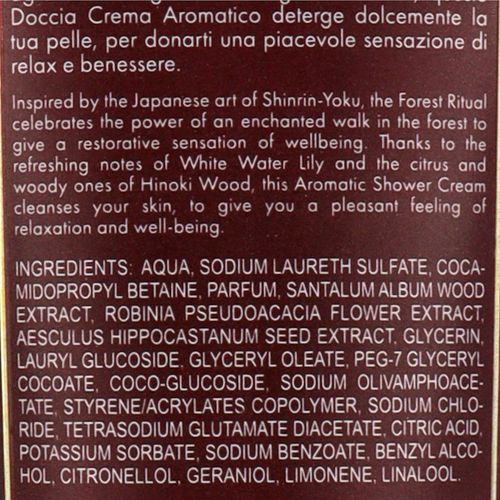 Doccia Crema Aromatico deterge dolcemente la
tua pelle, per donarti una piacevole sensazione di
relax e benessere.
Inspired by the Japanese art of Shinrin-Yoku, the Forest Ritual
celebrates the power of an enchanted walk in the forest to
give a restorative sensation of wellbeing. Thanks to the
refreshing notes of White Water Lily and the citrus and
woody ones of Hinoki Wood, this Aromatic Shower Cream
cleanses your skin, to give you a pleasant feeling of
relaxation and well-being.
INGREDIENTS: AQUA, SODIUM LAURETH SULFATE, COCA-
MIDOPROPYL BETAINE, PARFUM, SANTALUM ALBUM WOOD
EXTRACT, ROBINIA PSEUDOACACIA FLOWER EXTRACT,
AESCULUS HIPPOCASTANUM SEED EXTRACT, GLYCERIN,
LAURYL GLUCOSIDE, GLYCERYL OLEATE, PEG-7 GLYCERYL
COCOATE, COCO-GLUCOSIDE, SODIUM OLIVAMPHOACE-
TATE, STYRENE/ACRYLATES COPOLYMER, SODIUM CHLO-
RIDE, TETRASODIUM GLUTAMATE DIACETATE, CITRIC ACID,
POTASSIUM SORBATE, SODIUM BENZOATE, BENZYL ALCO-
HOL, CITRONELLOL, GERANIOL, LIMONENE, LINALOOL.